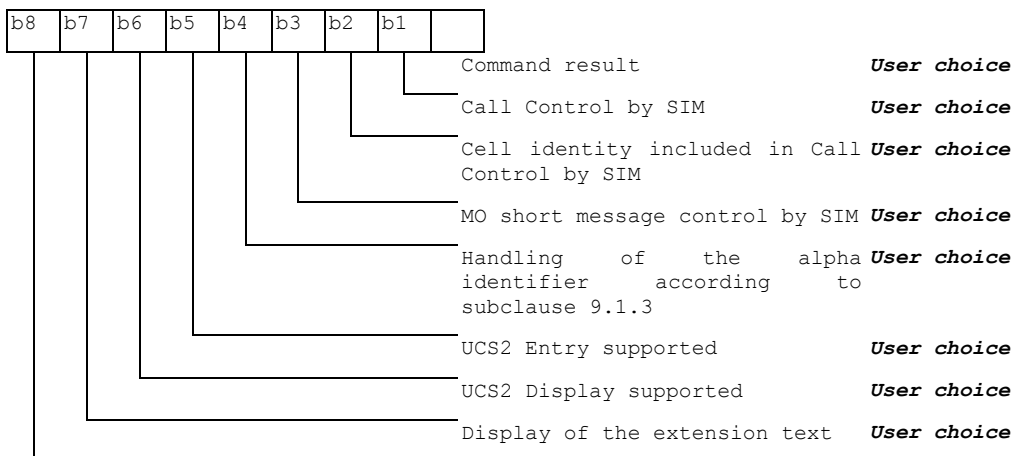 b8 b7 b6 b5 b4 b3 b2 b1
Command result User choice
Call Control by SIM User choice
Cell identity included in Call User choice
Control by SIM
MO short message control by SIM User choice
Handling of the alpha User choice
identifier according to
subclause 9.1.3
UCS2 Entry supported User choice
UCS2 Display supported User choice
Display of the extension text User choice